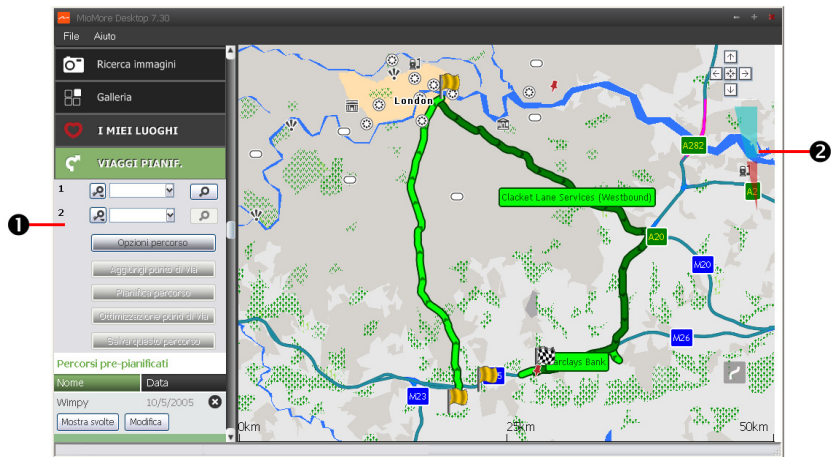 MioMore Desktop 7.30
File Aiuto
Ricerca immagini
Galleria
I MIEI LUOGHI
VIAGGI PIANIF.
1
2
Opzioni percorso
Aggiungi punto di via
Pianifica percorso
Ottimizzazione punti di via
Salva questo percorso
Percorsi pre-pianificati
Nome Data
Wimpy 10/5/2005
Mostra svolte Modifica
London
A282
A2
Clacket Lane Services (Westbound)
A20
M20
M26
Barclays Bank
5
M23
0km 25km 50km
1
2